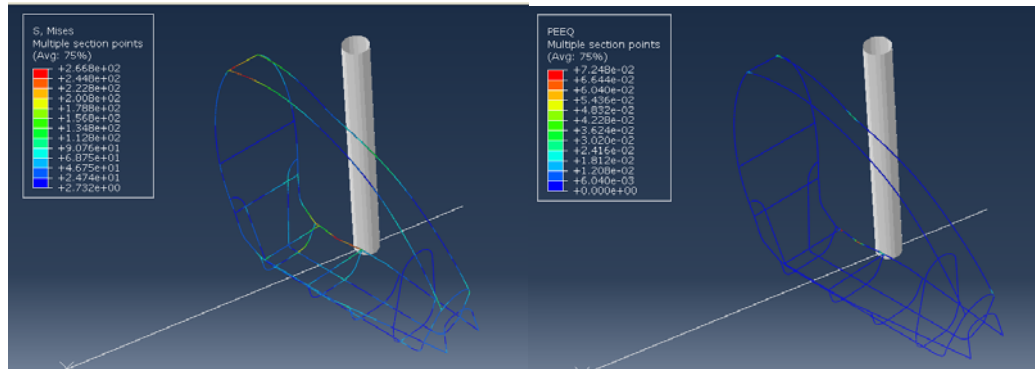 S, Mises
Multiple section points
(Avg: 75%)
+2.668e+02
+2.448e+02
+2.228e+02
+2.008e+02
+1.788e+02
+1.568e+02
+1.348e+02
+1.128e+02
+9.076e+01
+6.875e+01
+4.675e+01
+2.474e+01
+2.732e+00
PEEQ
Multiple section points
(Avg: 75%)
+7.248e-02
+6.644e-02
+6.040e-02
+5.436e-02
+4.832e-02
+4.228e-02
+3.624e-02
+3.020e-02
+2.416e-02
+1.812e-02
+1.208e-02
+6.040e-03
+0.000e+00